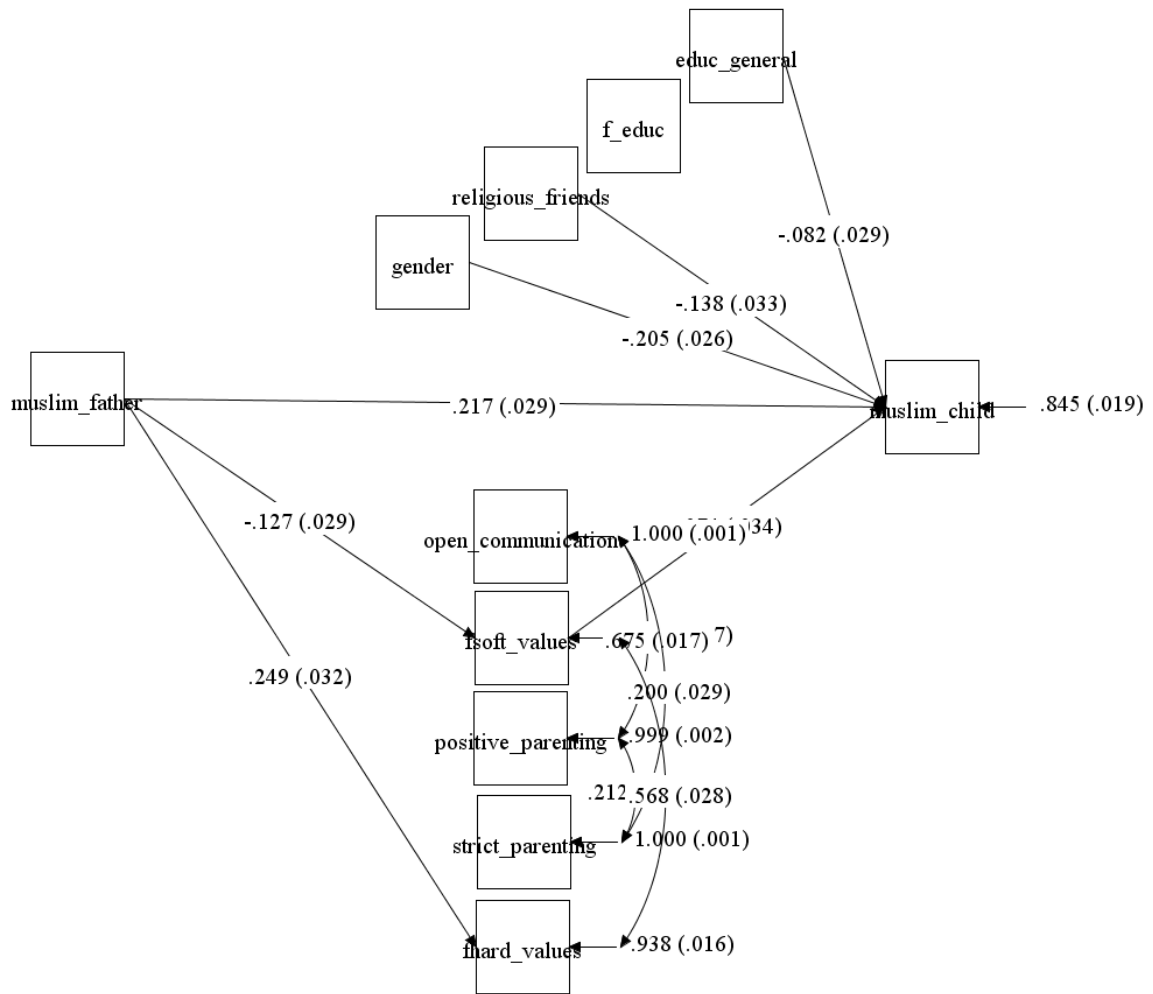 educ_general
f_educ
religious_friends
gender
-.082 (.029)
-.138 (.033)
-.205 (.026)
muslim_father
.217 (.029)
muslim_child
.845 (.019)
-.127 (.029)
open_communication
1.000 (.001)
fsoft_values
.675 (.017)
.249 (.032)
.200 (.029)
positive_parenting
.999 (.002)
.212
.568 (.028)
strict_parenting
1.000 (.001)
fhard_values
.938 (.016)